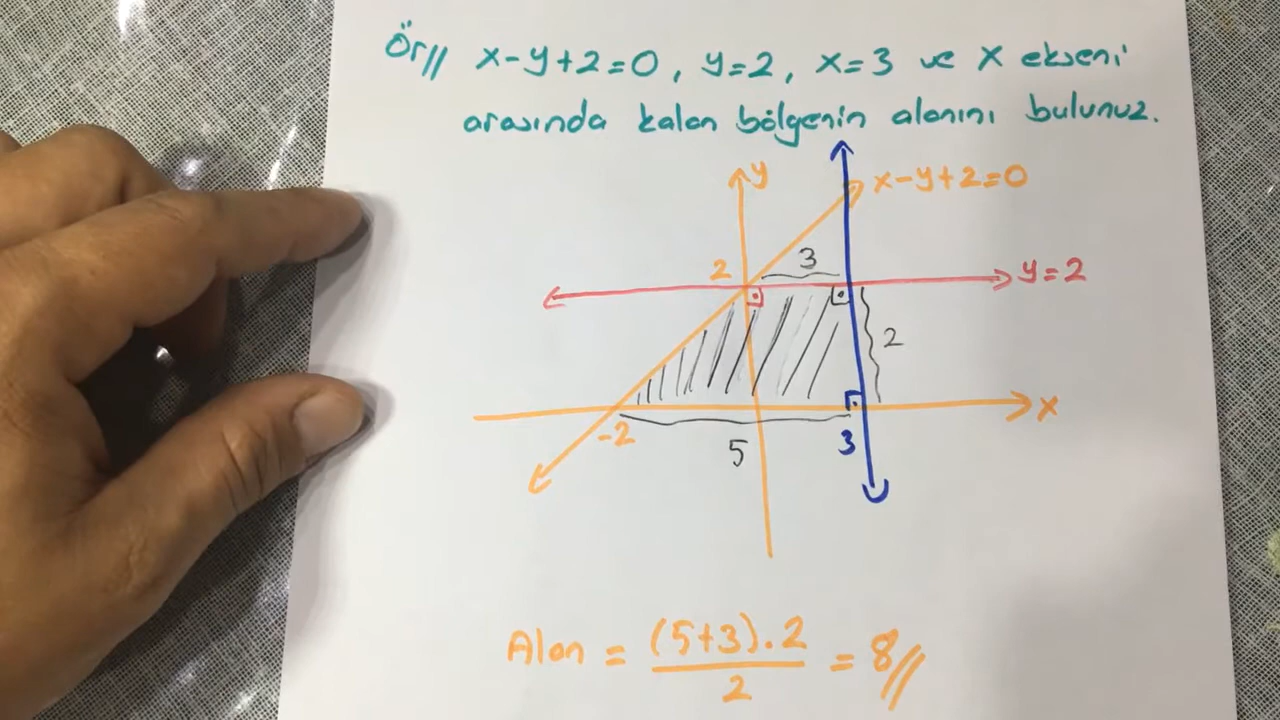 Ör// x-y+2=0, y=2, x=3 ve x ekseni
arasında kalan bölgenin alanını bulunuz.
y
x-y+2=0
2
3
y=2
2
x
-2
5
3
Alan = (5+3).2/2 = 8//